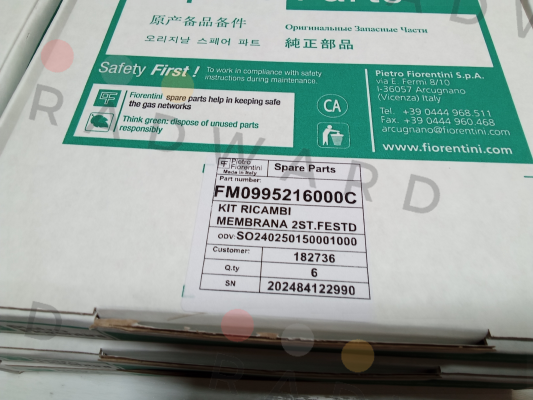 Parts
原产备品备件
Оригинальные Запасные Части
오리지날 스페어 파트
純正部品
Safety First !
To work in compliance with safety
instructions during maintenance.
Fiorentini spare parts help in keeping safe
the gas networks
Think green: dispose of unused parts
responsibly
CA
Pietro Fiorentini S.p.A.
via E. Fermi 8/10
I-36057 Arcugnano
(Vicenza) Italy
Tel. +39 0444 968.511
Fax. +39 0444 960.468
arcugnano@fiorentini.com
www.fiorentini.com
Pietro
Fiorentini
Made in Italy
Spare Parts
Part number:
FM0995216000C
KIT RICAMBI
MEMBRANA 2ST.FESTD
ODV: SO240250150001000
Customer: 182736
Q.ty 6
SN 202484122990
RADWARD